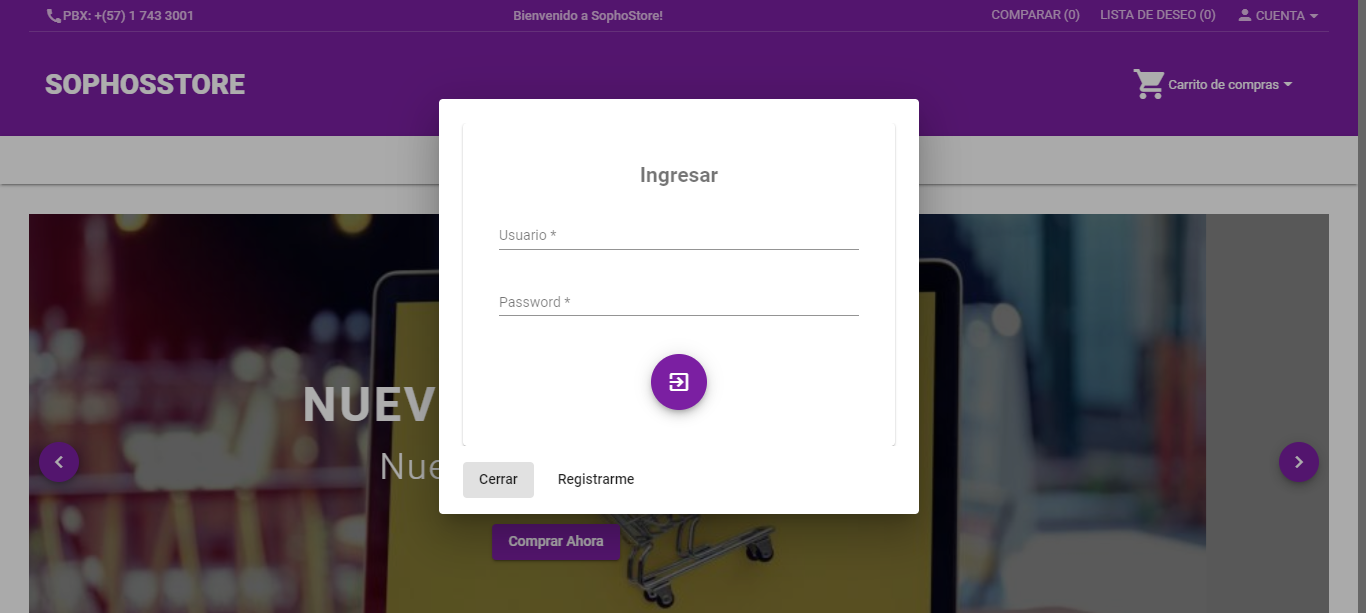 PBX: +(57) 1 743 3001
Bienvenido a SophoStore!
COMPARAR (0)
LISTA DE DESEO (0)
CUENTA
SOPHOSSTORE
Carrito de compras
Ingresar
Usuario *
Password *
NUEV
Nue
Cerrar
Registrarme
Comprar Ahora